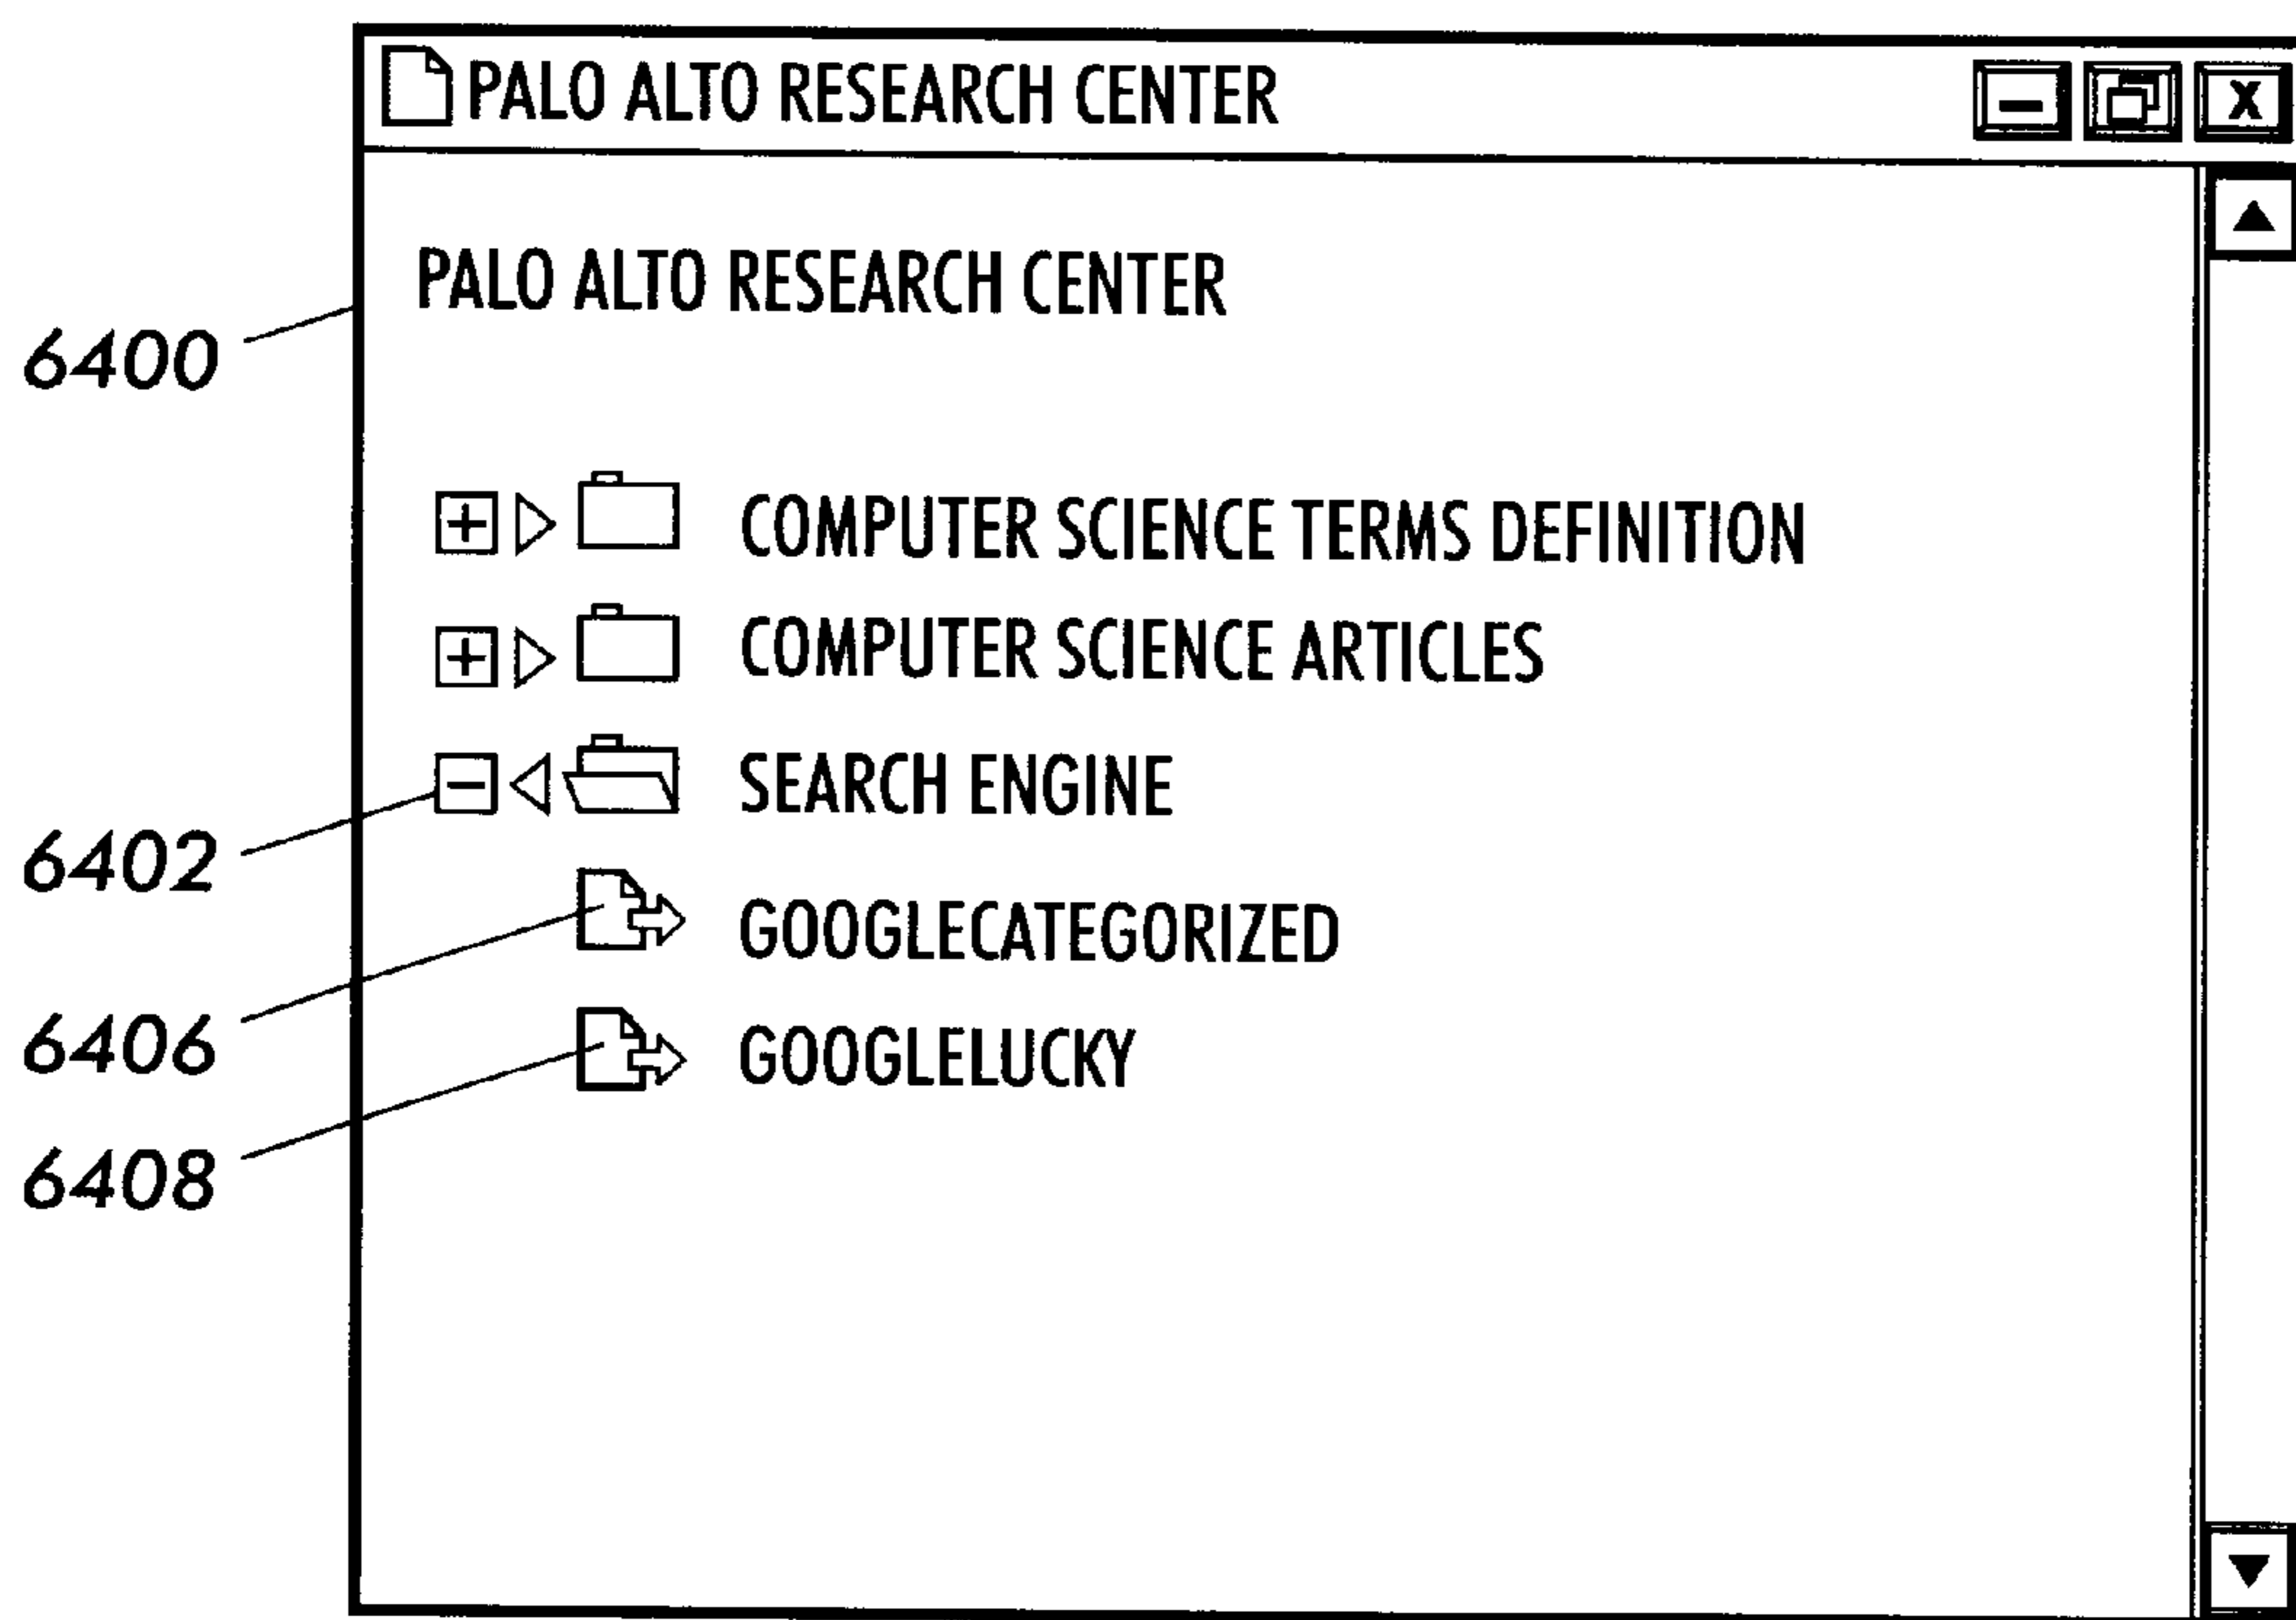 PALO ALTO RESEARCH CENTER
X
PALO ALTO RESEARCH CENTER
6400
COMPUTER SCIENCE TERMS DEFINITION
COMPUTER SCIENCE ARTICLES
SEARCH ENGINE
6402
GOOGLECATEGORIZED
6406
GOOGLELUCKY
6408